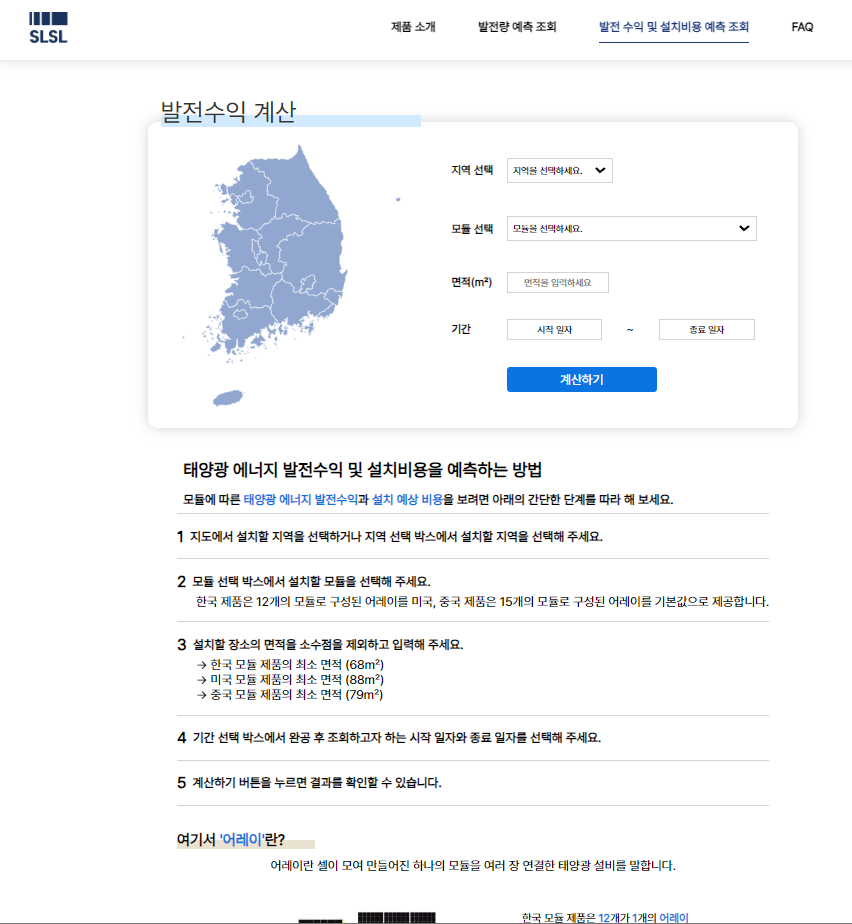 SLSL
제품 소개
발전량 예측 조회
발전 수익 및 설치비용 예측 조회
FAQ
발전수익 계산
지역 선택
지역을 선택하세요.
모듈 선택
모듈을 선택하세요.
면적(m²)
면적을 입력하세요
기간
시작 일자
~
종료 일자
계산하기
태양광 에너지 발전수익 및 설치비용을 예측하는 방법
모듈에 따른 태양광 에너지 발전수익과 설치 예상 비용을 보려면 아래의 간단한 단계를 따라 해 보세요.
1 지도에서 설치할 지역을 선택하거나 지역 선택 박스에서 설치할 지역을 선택해 주세요.
2 모듈 선택 박스에서 설치할 모듈을 선택해 주세요.
한국 제품은 12개의 모듈로 구성된 어레이를 미국, 중국 제품은 15개의 모듈로 구성된 어레이를 기본값으로 제공합니다.
3 설치할 장소의 면적을 소수점을 제외하고 입력해 주세요.
→ 한국 모듈 제품의 최소 면적 (68m²)
→ 미국 모듈 제품의 최소 면적 (88m²)
→ 중국 모듈 제품의 최소 면적 (79m²)
4 기간 선택 박스에서 완공 후 조회하고자 하는 시작 일자와 종료 일자를 선택해 주세요.
5 계산하기 버튼을 누르면 결과를 확인할 수 있습니다.
여기서 '어레이'란?
어레이란 셀이 모여 만들어진 하나의 모듈을 여러 장 연결한 태양광 설비를 말합니다.
한국 모듈 제품은 12개가 1개의 어레이